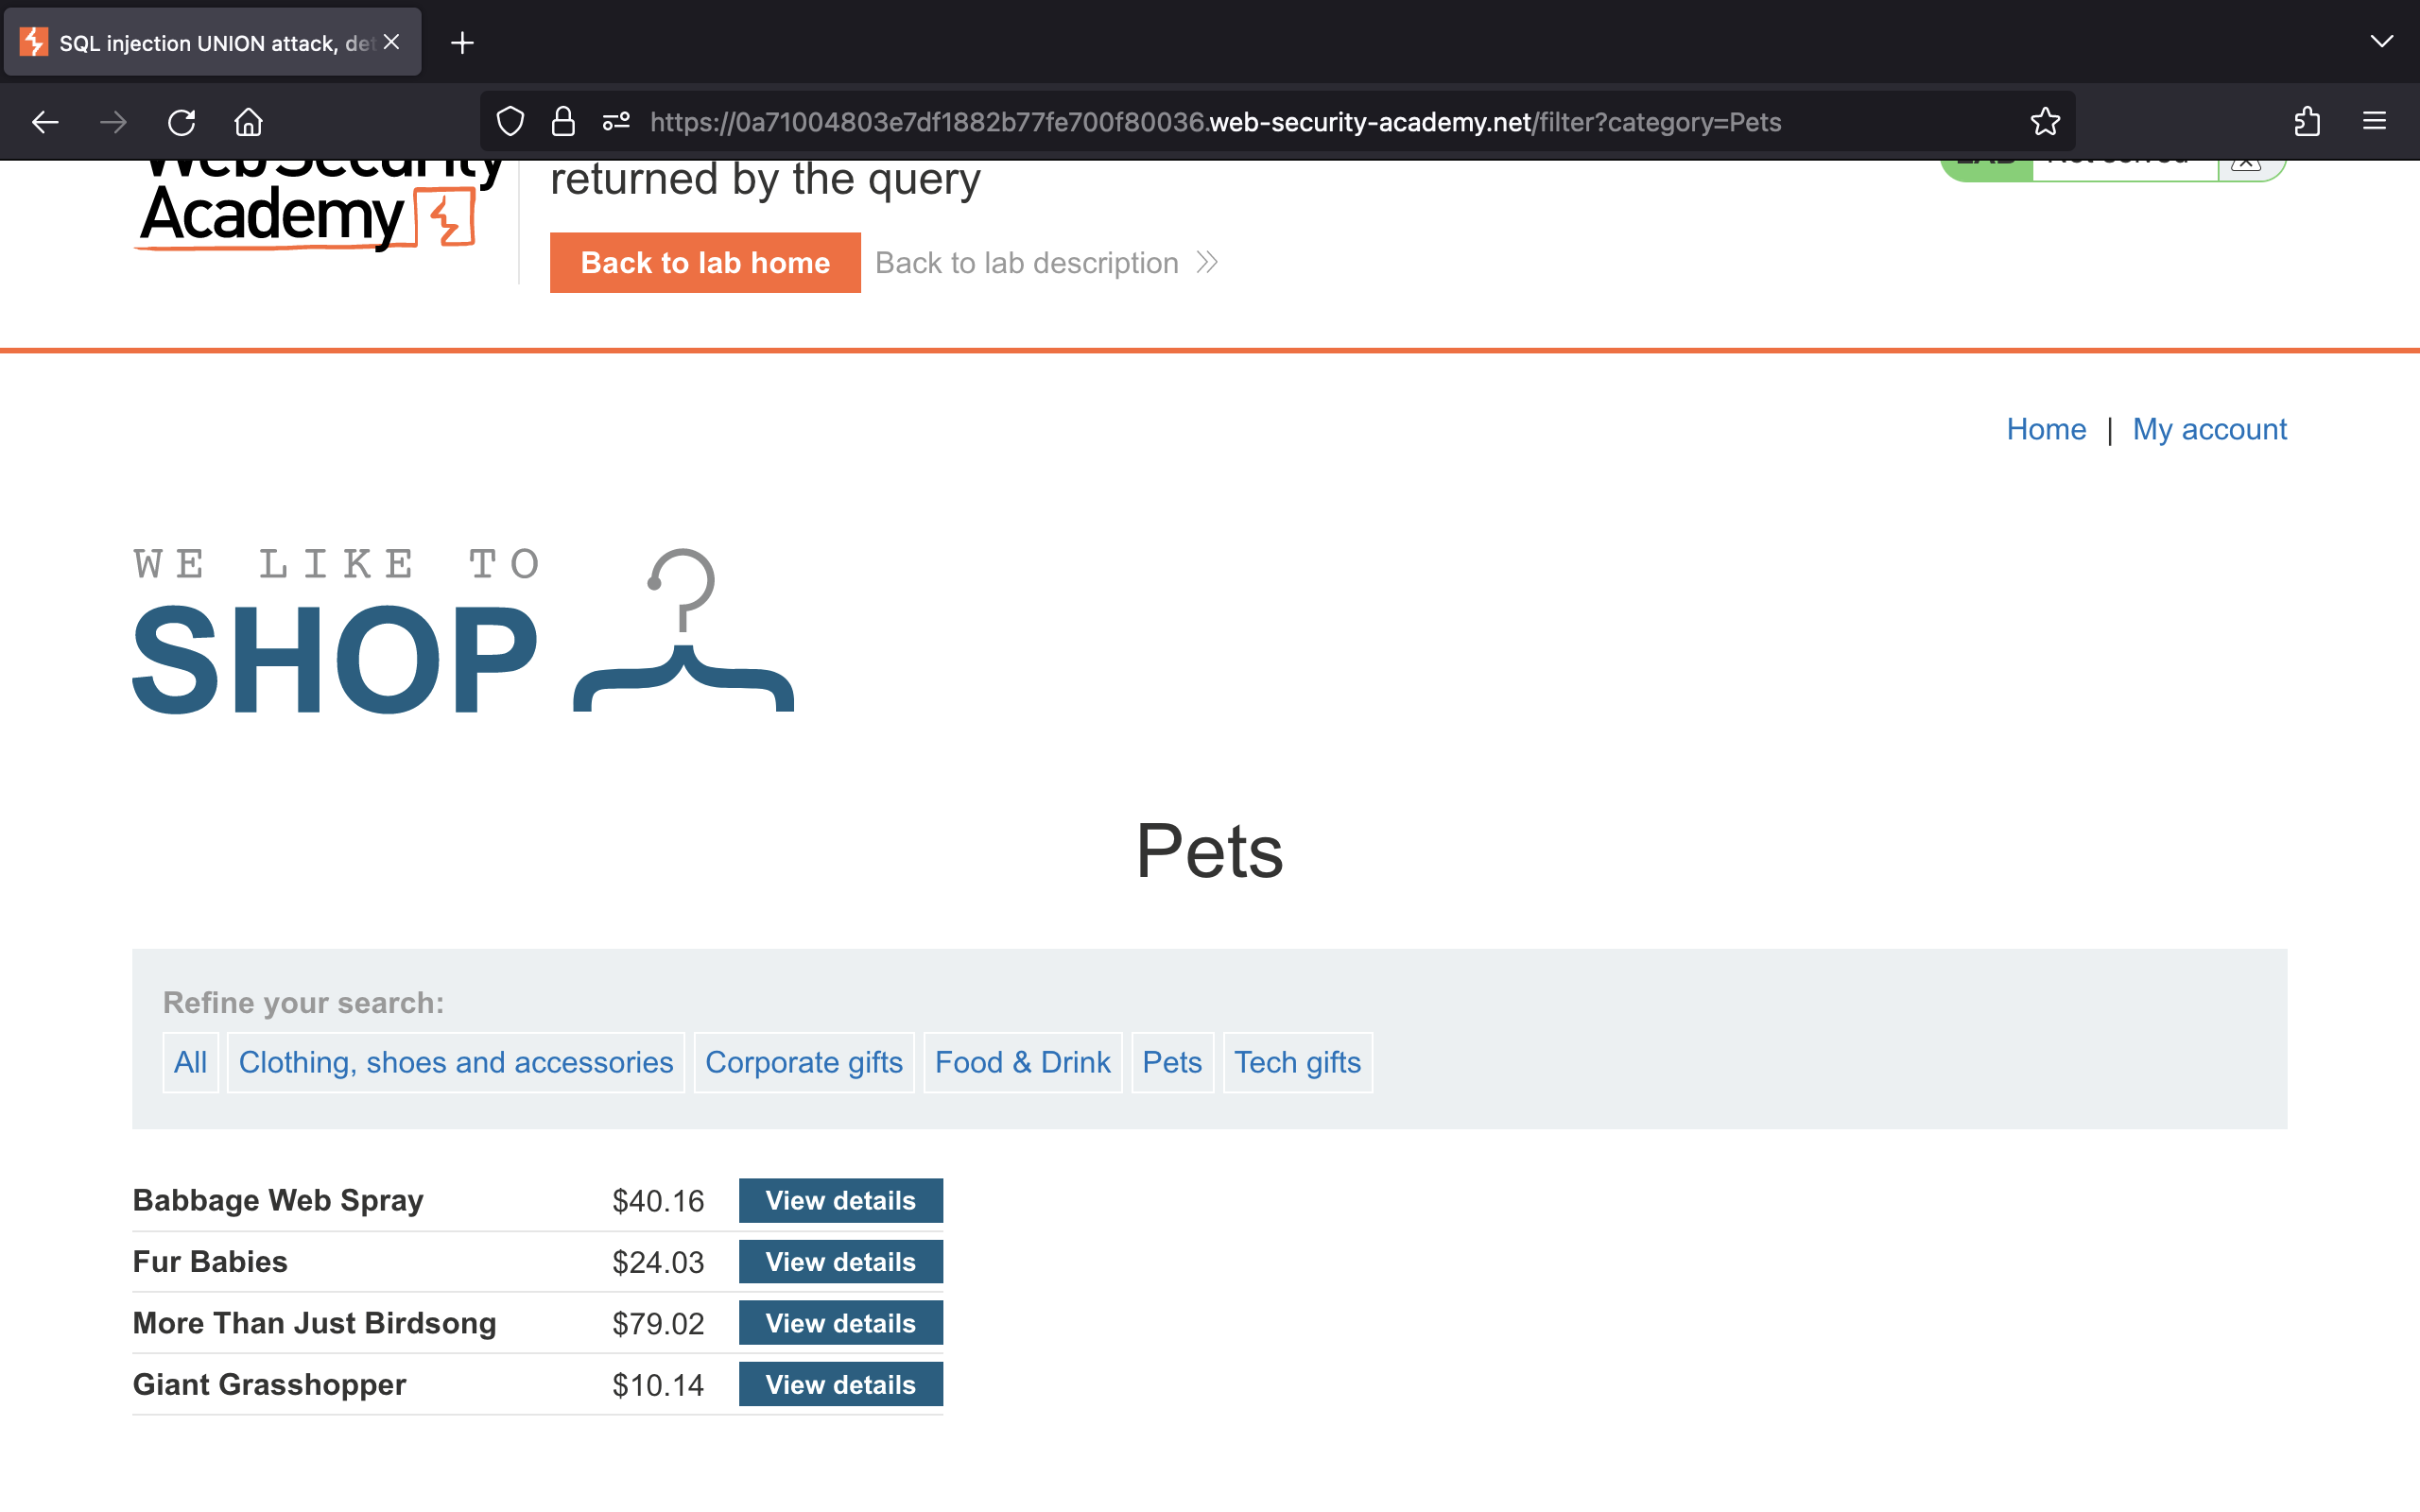 SQL injection UNION attack, det
https://0a71004803e7df1882b77fe700f80036.web-security-academy.net/filter?category=Pets
WebSecurity
Academy
returned by the query
LAB Not solved
Back to lab home
Back to lab description
Home | My account
WE LIKE TO
SHOP
Pets
Refine your search:
All
Clothing, shoes and accessories
Corporate gifts
Food & Drink
Pets
Tech gifts
Babbage Web Spray $40.16 View details
Fur Babies $24.03 View details
More Than Just Birdsong $79.02 View details
Giant Grasshopper $10.14 View details